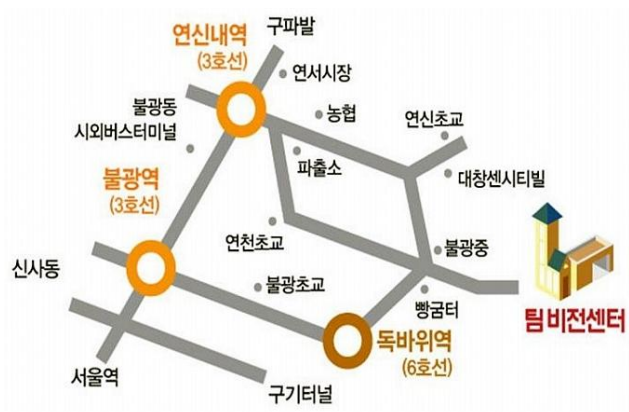 구파발
연신내역
(3호선)
연서시장
불광동
시외버스터미널
농협
연신초교
파출소
대창센시티빌
불광역
(3호선)
연천초교
불광중
신사동
불광초교
빵굼터
팀비전센터
독바위역
(6호선)
서울역
구기터널